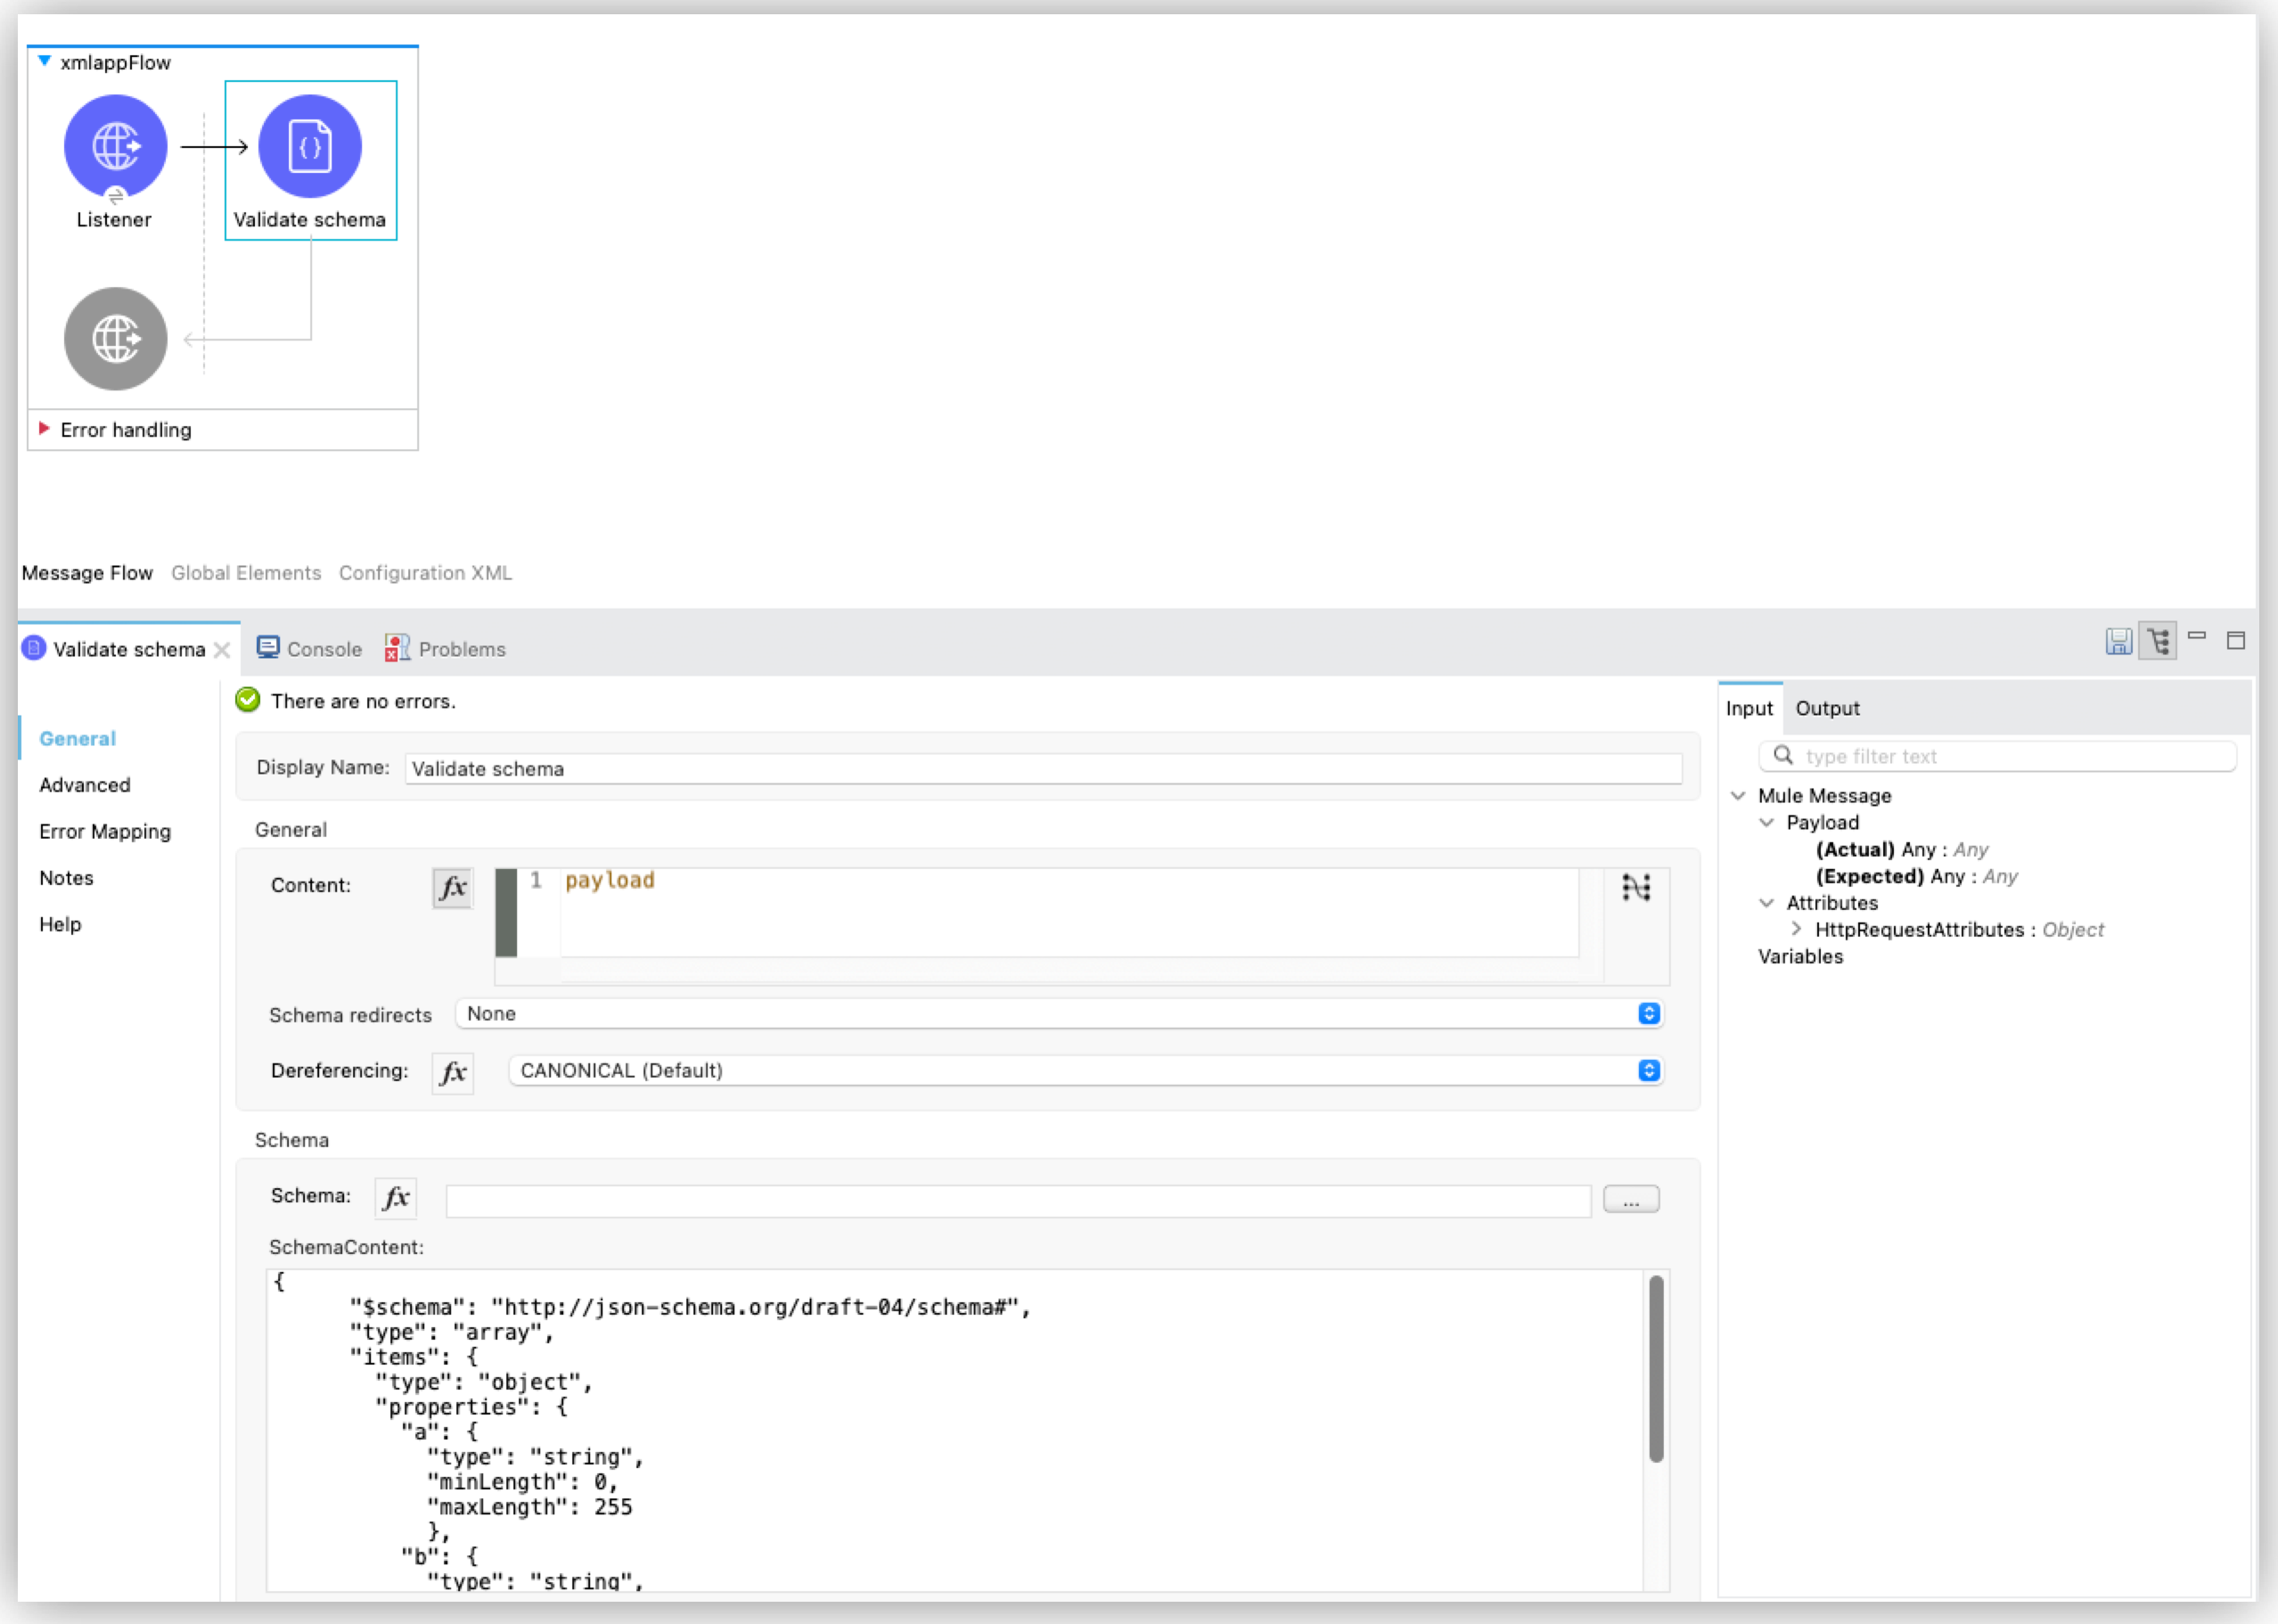 xmlappFlow
Listener
Validate schema
Error handling
Message Flow Global Elements Configuration XML
Validate schema Console Problems
There are no errors.
General
Advanced
Error Mapping
Notes
Help
Display Name: Validate schema
General
Content: fx 1 payload
Schema redirects None
Dereferencing: fx CANONICAL (Default)
Schema
Schema: fx ...
SchemaContent:
{
"$schema": "http://json-schema.org/draft-04/schema#",
"type": "array",
"items": {
"type": "object",
"properties": {
"a": {
"type": "string",
"minLength": 0,
"maxLength": 255
},
"b": {
"type": "string",
Input Output
type filter text
Mule Message
Payload
(Actual) Any : Any
(Expected) Any : Any
Attributes
HttpRequestAttributes : Object
Variables